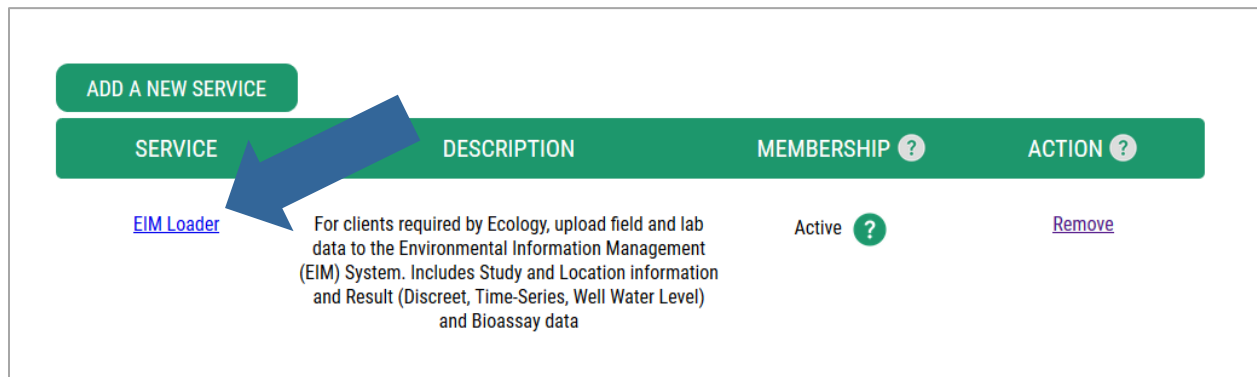 ADD A NEW SERVICE
SERVICE DESCRIPTION MEMBERSHIP ? ACTION ?
EIM Loader For clients required by Ecology, upload field and lab Active ? Remove
data to the Environmental Information Management
(EIM) System. Includes Study and Location information
and Result (Discreet, Time-Series, Well Water Level)
and Bioassay data